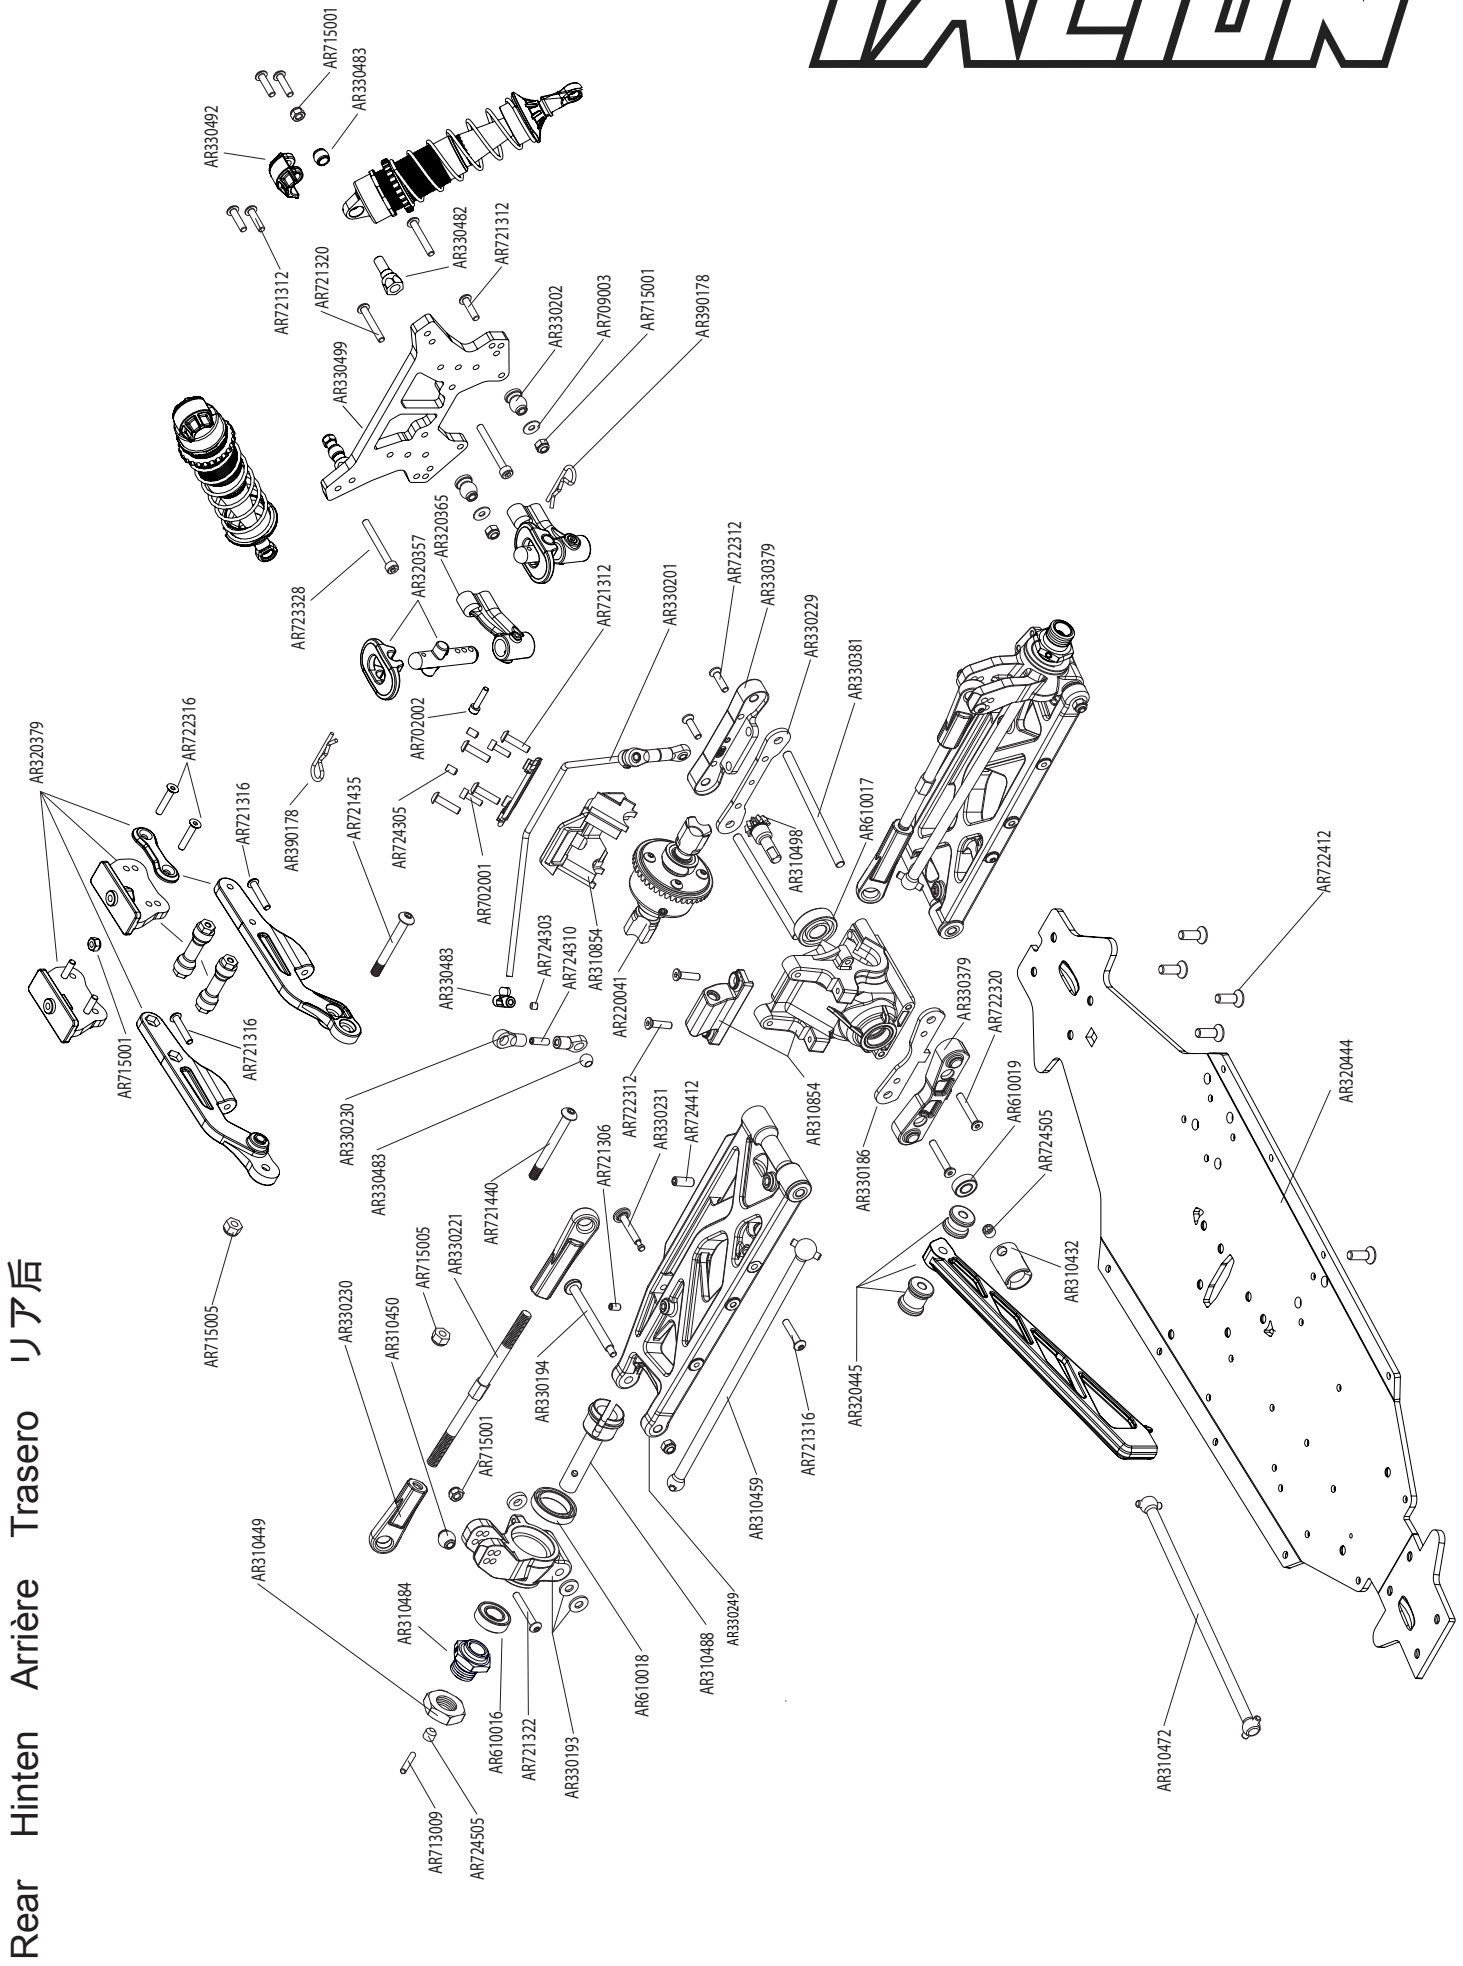 Rear Hinten Arrière Trasero リア后
AR320379
AR715001
AR722316
AR715005
AR330492
AR721316
AR721316
AR310449
AR721312
AR390178
AR723328
AR721320
AR715001
AR330230
AR330230
AR330499
AR721435
AR330483
AR330483
AR310450
AR724305
AR310484
AR715005
AR702002
AR320357
AR713009
AR330221
AR330483
AR320365
AR330482
AR724505
AR715001
AR721440
AR702001
AR610016
AR721312
AR721322
AR330194
AR724303
AR330202
AR330193
AR724310
AR310854
AR721306
AR721312
AR709003
AR220041
AR722312
AR610018
AR715001
AR330231
AR330201
AR724412
AR310488
AR390178
AR330249
AR722312
AR310459
AR330379
AR310498
AR721316
AR310854
AR330229
AR320445
AR330381
AR330186
AR610017
AR330379
AR722320
AR610019
AR724505
AR310432
AR310472
AR722412
AR320444
TALION